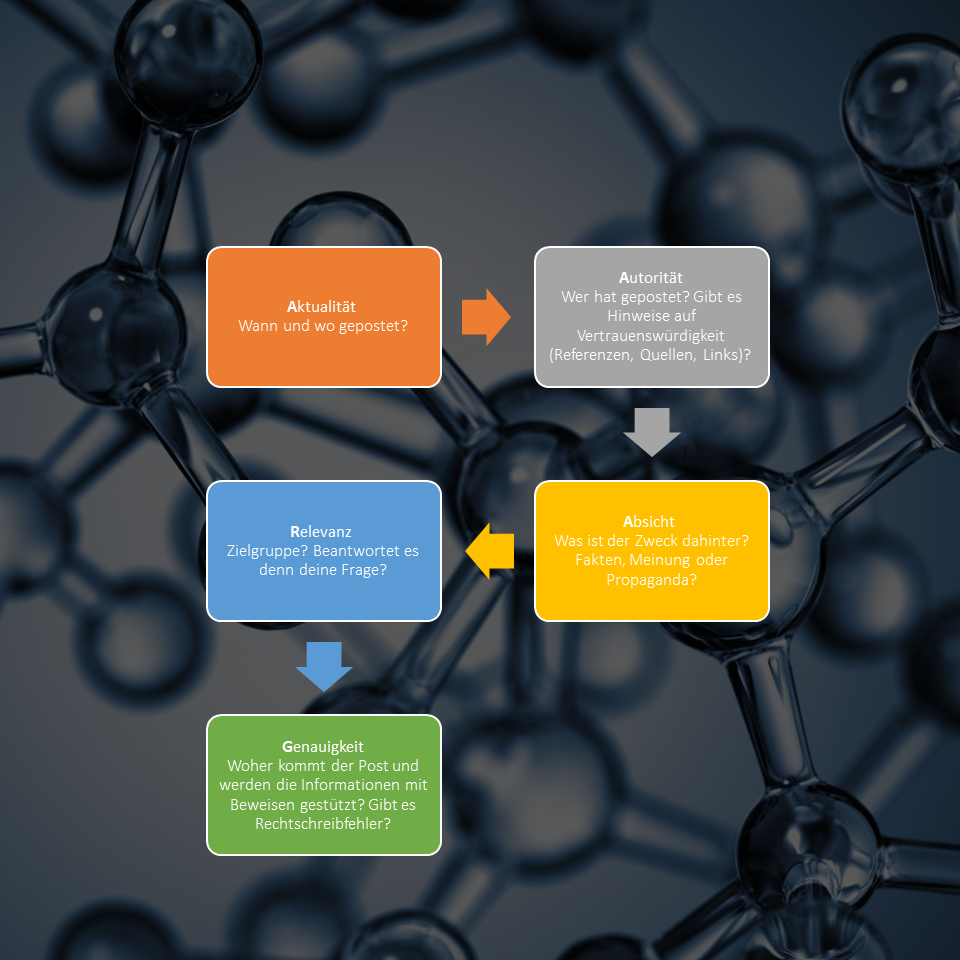 Aktualität
Wann und wo gepostet?
Autorität
Wer hat gepostet? Gibt es
Hinweise auf
Vertrauenswürdigkeit
(Referenzen, Quellen, Links)?
Absicht
Was ist der Zweck dahinter?
Fakten, Meinung oder
Propaganda?
Relevanz
Zielgruppe? Beantwortet es
denn deine Frage?
Genauigkeit
Woher kommt der Post und
werden die Informationen mit
Beweisen gestützt? Gibt es
Rechtschreibfehler?